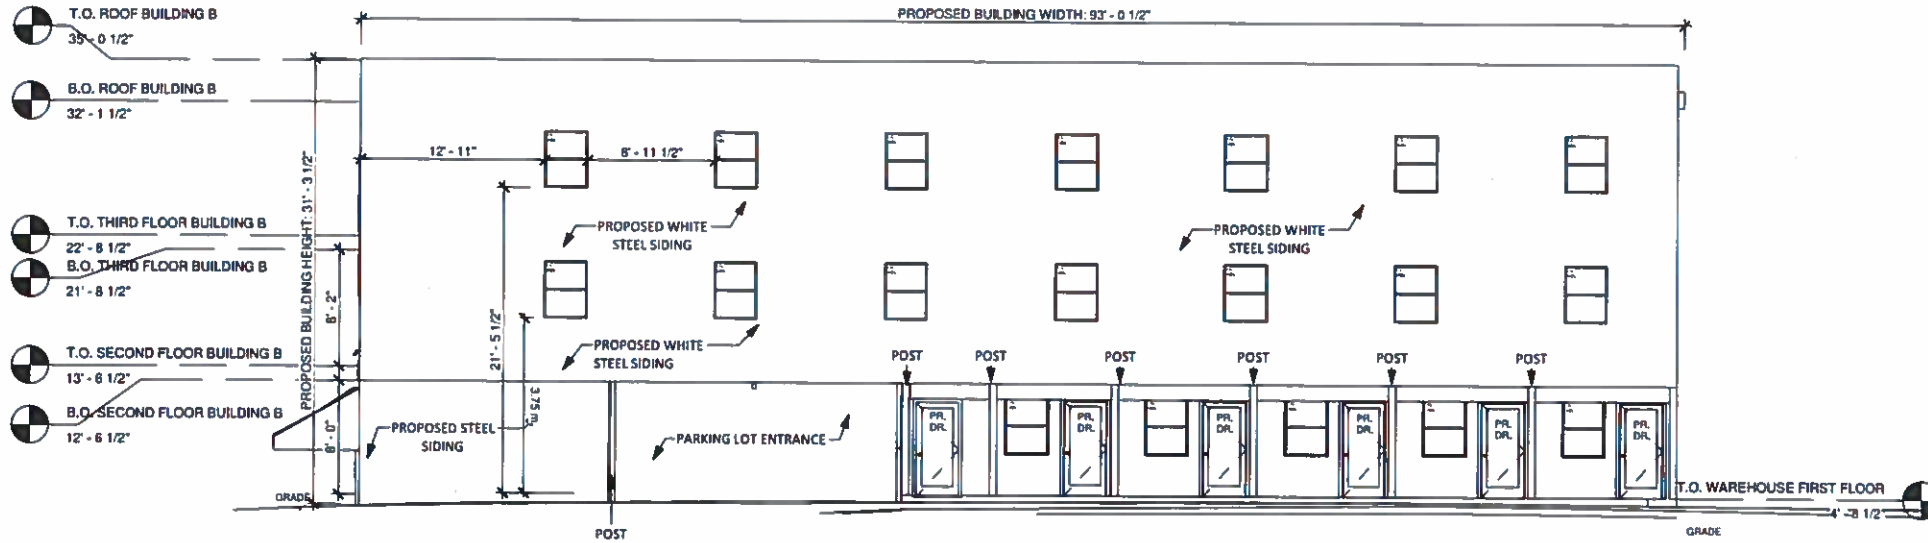 T.O. ROOF BUILDING B
35' - 0 1/2"
PROPOSED BUILDING WIDTH: 93' - 0 1/2"
B.O. ROOF BUILDING B
32' - 1 1/2"
12' - 11"
6' - 11 1/2"
PROPOSED BUILDING HEIGHT: 31' - 3 1/2"
T.O. THIRD FLOOR BUILDING B
22' - 8 1/2"
B.O. THIRD FLOOR BUILDING B
21' - 8 1/2"
PROPOSED WHITE
STEEL SIDING
PROPOSED WHITE
STEEL SIDING
8' - 2"
21' - 5 1/2"
PROPOSED WHITE
STEEL SIDING
T.O. SECOND FLOOR BUILDING B
13' - 6 1/2"
B.O. SECOND FLOOR BUILDING B
12' - 6 1/2"
POST
POST
POST
POST
POST
POST
3.75 m
8' - 0"
PROPOSED STEEL
SIDING
PARKING LOT ENTRANCE
PR.
DR.
PR.
DR.
PR.
DR.
PR.
DR.
PR.
DR.
PR.
DR.
GRADE
POST
T.O. WAREHOUSE FIRST FLOOR
4' - 8 1/2"
GRADE